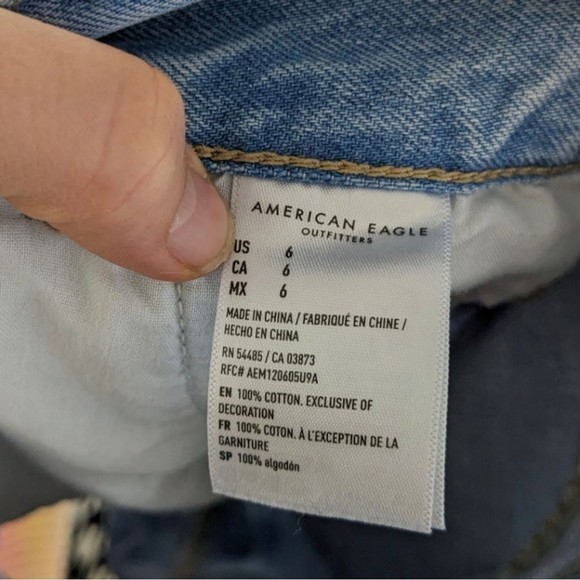 AMERICAN EAGLE
OUTFITTERS
US 6
CA 6
MX 6
MADE IN CHINA / FABRIQUÉ EN CHINE /
HECHO EN CHINA
RN 54485 / CA 03873
RFC# AEM120605U9A
EN 100% COTTON. EXCLUSIVE OF
DECORATION
FR 100% COTON. À L'EXCEPTION DE LA
GARNITURE
SP 100% algodón